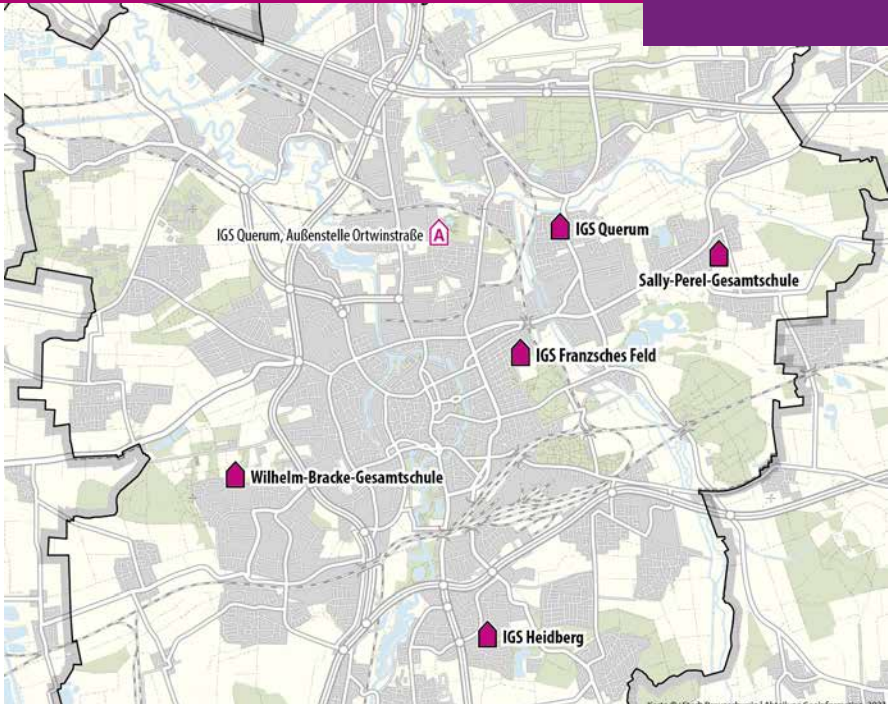 IGS Querum, Außenstelle Ortwinstraße
A
IGS Querum
Sally-Perel-Gesamtschule
IGS Franzsches Feld
Wilhelm-Bracke-Gesamtschule
IGS Heidberg